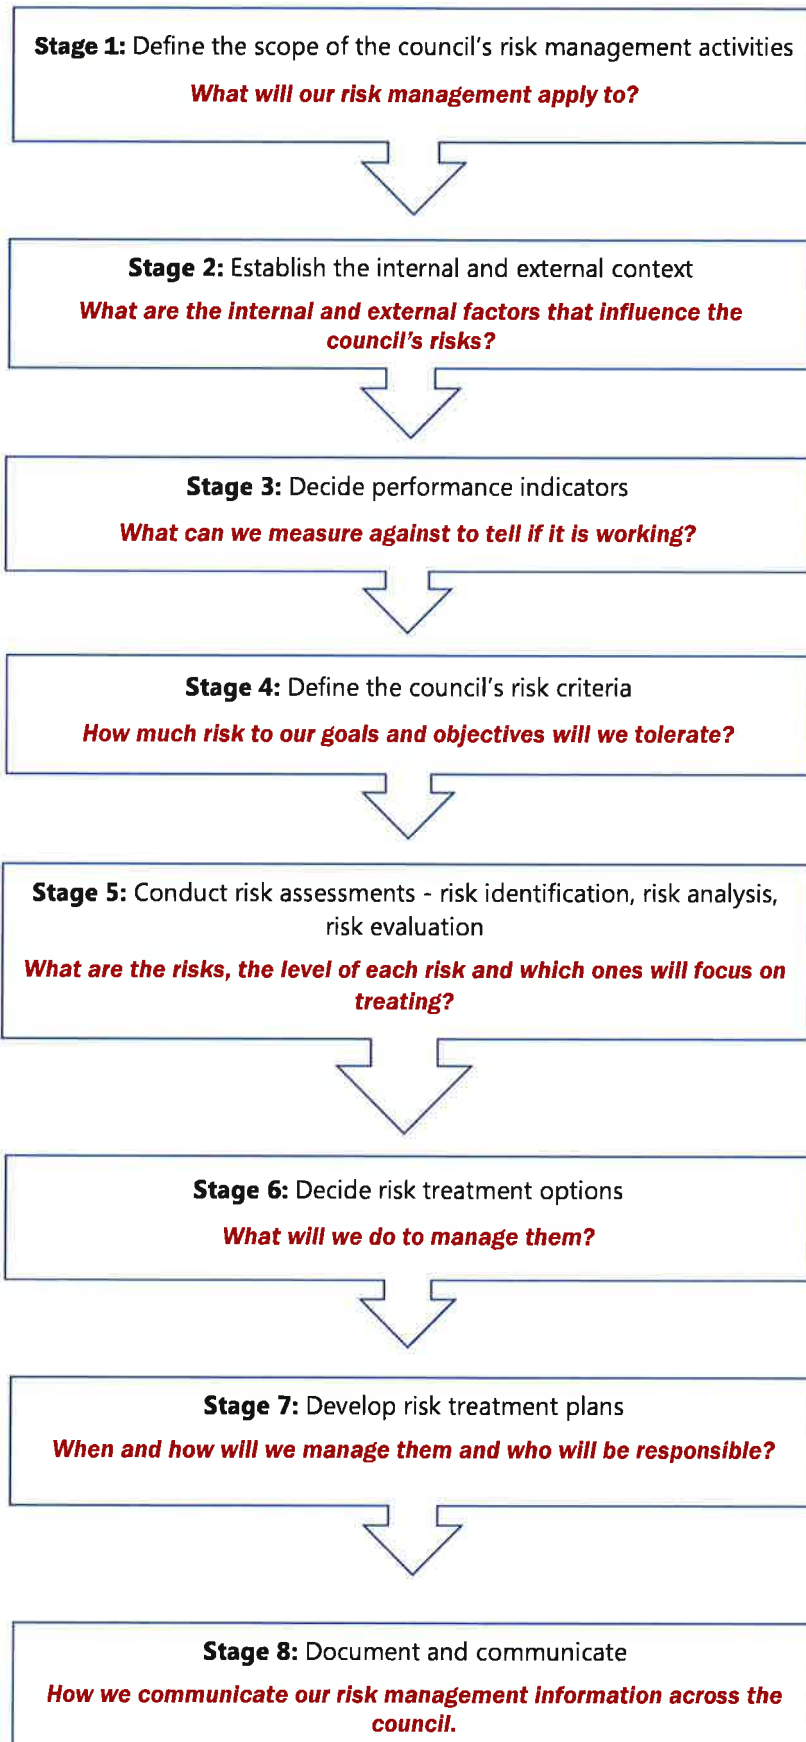 Stage 1: Define the scope of the council's risk management activities
What will our risk management apply to?
Stage 2: Establish the internal and external context
What are the internal and external factors that influence the
council's risks?
Stage 3: Decide performance indicators
What can we measure against to tell if it is working?
Stage 4: Define the council's risk criteria
How much risk to our goals and objectives will we tolerate?
Stage 5: Conduct risk assessments - risk identification, risk analysis,
risk evaluation
What are the risks, the level of each risk and which ones will focus on
treating?
Stage 6: Decide risk treatment options
What will we do to manage them?
Stage 7: Develop risk treatment plans
When and how will we manage them and who will be responsible?
Stage 8: Document and communicate
How we communicate our risk management information across the
council.